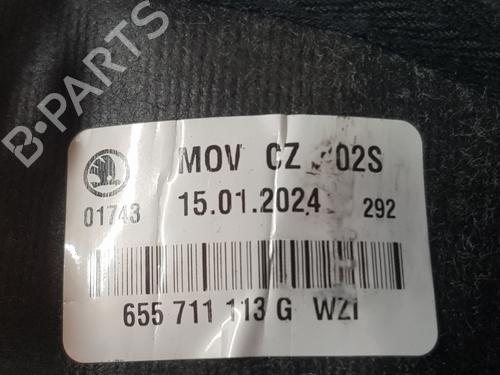 B-PARTS
MOV CZ 02S
01743 15.01.2024 292
655 711 113 G WZI